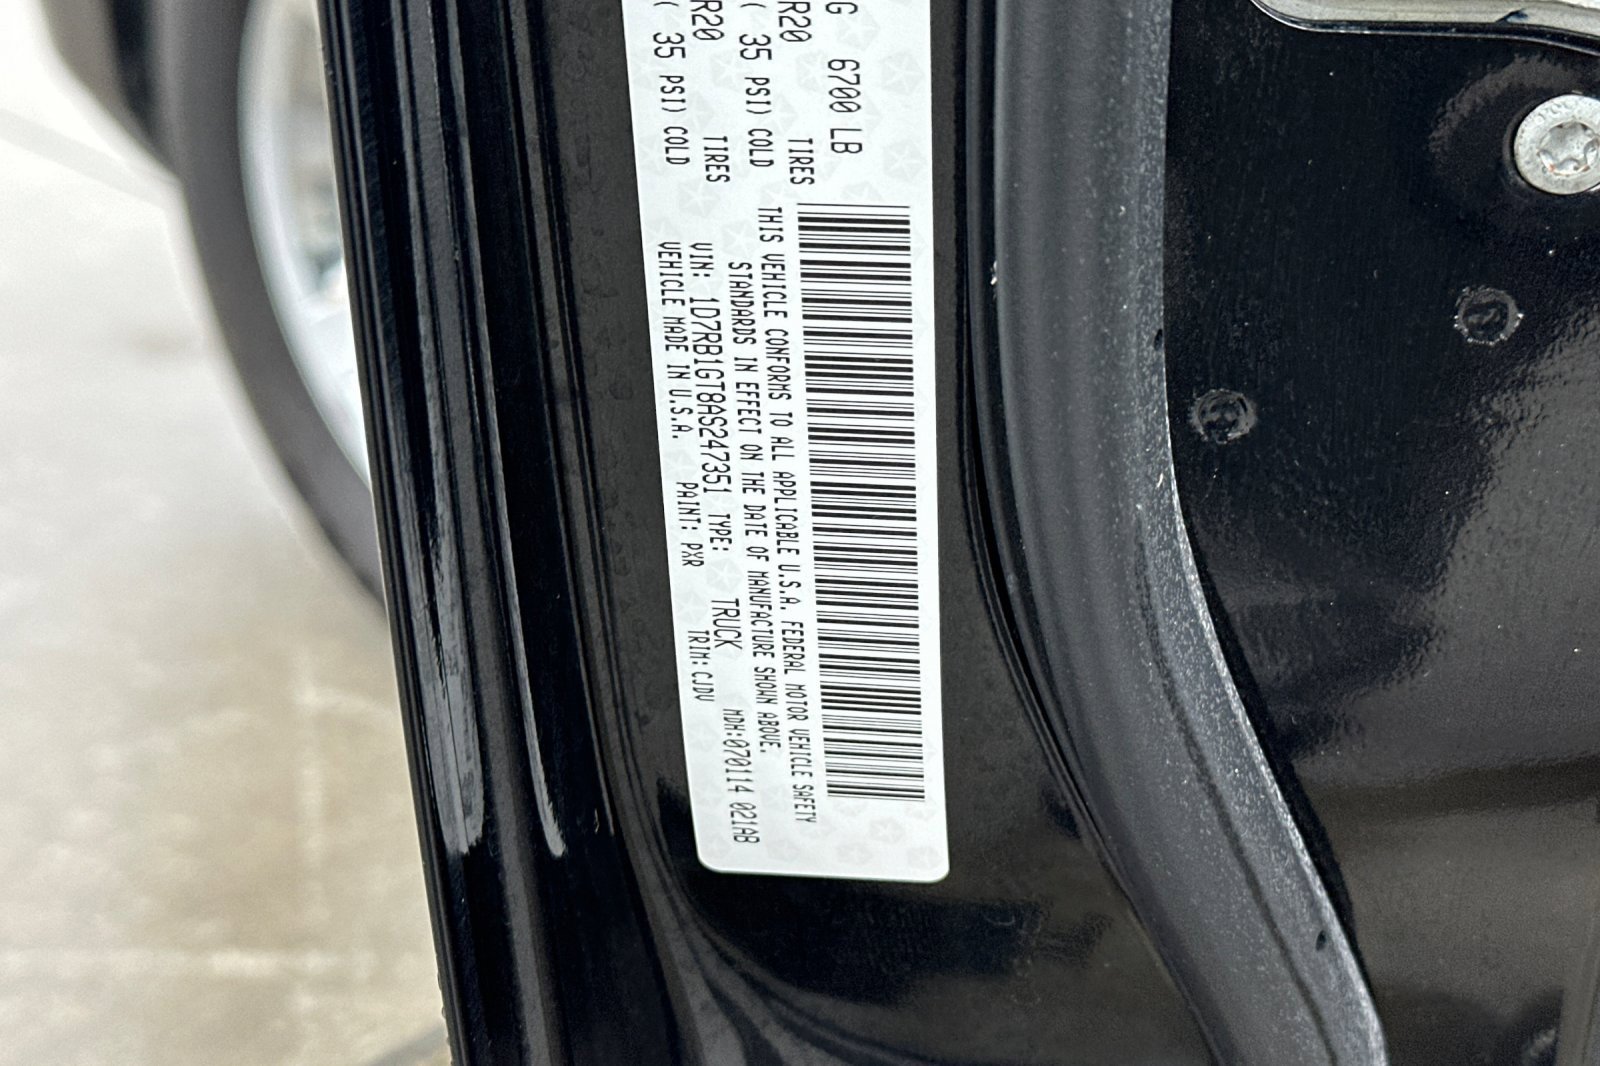 G 6700 LB
R20 TIRES
( 35 PSI) COLD
R20 TIRES
( 35 PSI) COLD
THIS VEHICLE CONFORMS TO ALL APPLICABLE U.S.A. FEDERAL MOTOR VEHICLE SAFETY
STANDARDS IN EFFECT ON THE DATE OF MANUFACTURE SHOWN ABOVE.
VIN: 1D7RB1GT8AS247351 TYPE: TRUCK MDH:070114 021AB
VEHICLE MADE IN U.S.A. PAINT: PXR TRIM: CJDV